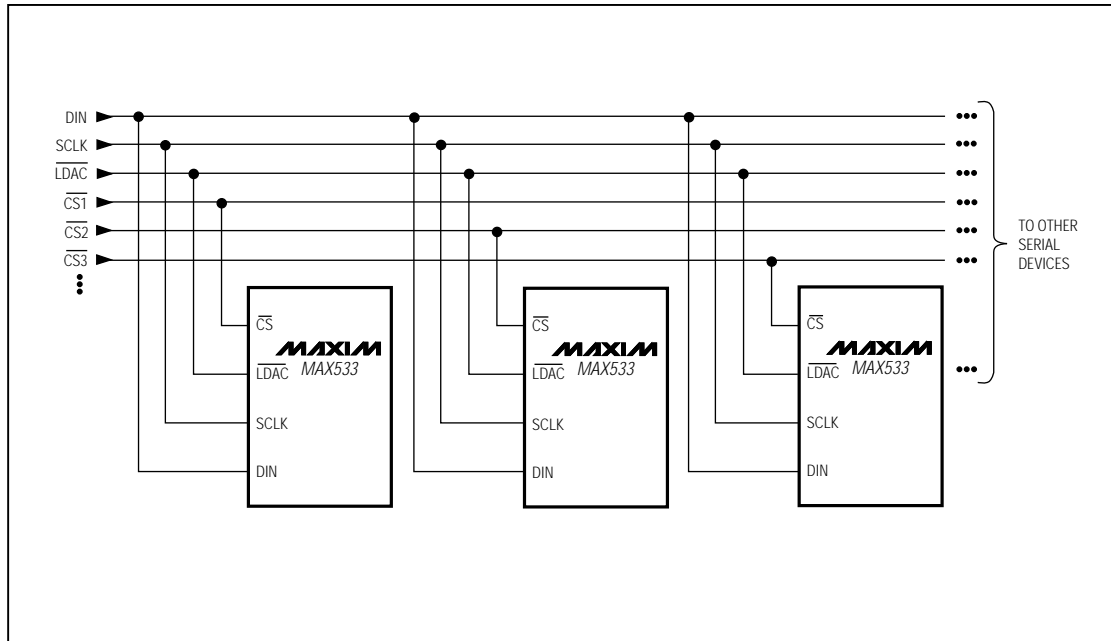 DIN
SCLK
LDAC
CS1
CS2
CS3
TO OTHER
SERIAL
DEVICES
CS
MAXIM
MAX533
LDAC
SCLK
DIN
CS
MAXIM
MAX533
LDAC
SCLK
DIN
CS
MAXIM
MAX533
LDAC
SCLK
DIN